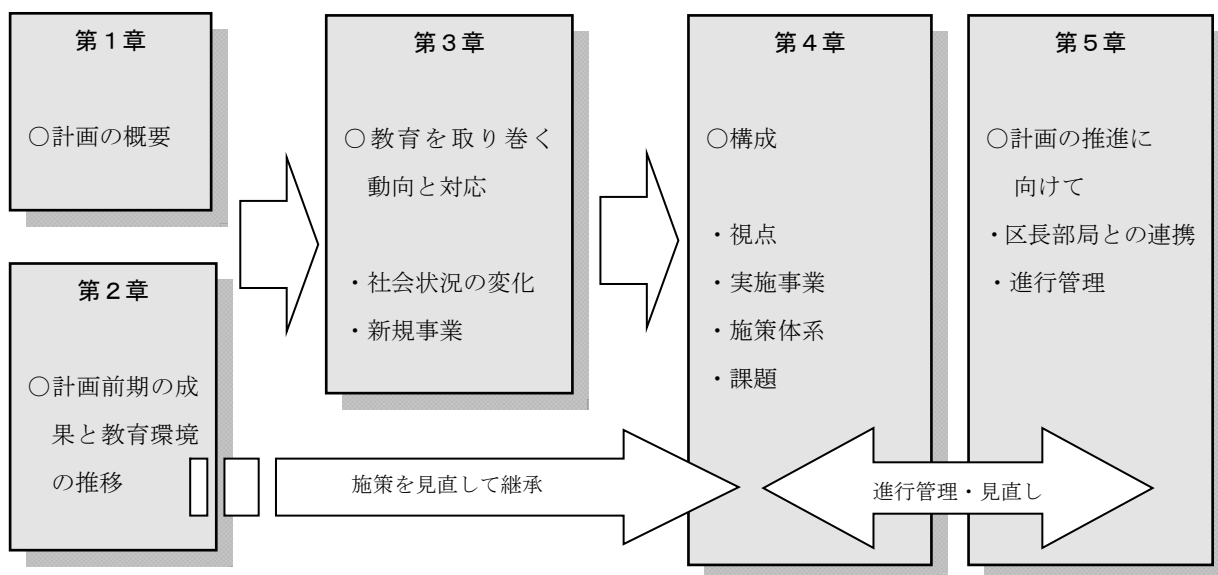 第1章
○計画の概要
第2章
○計画前期の成
果と教育環境
の推移
第3章
○教育を取り巻く
動向と対応
・社会状況の変化
・新規事業
第4章
○構成
・視点
・実施事業
・施策体系
・課題
第5章
○計画の推進に
向けて
・区長部局との連携
・進行管理
施策を見直して継承
進行管理・見直し